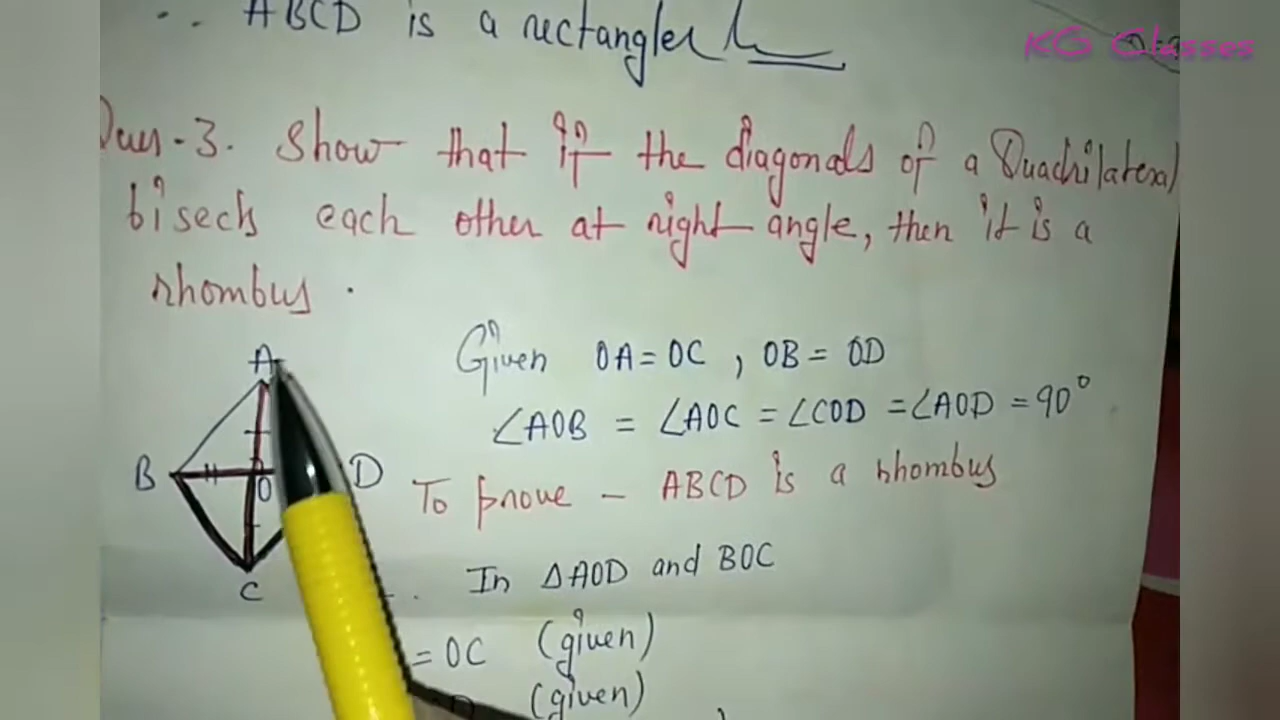 ∴ ABCD is a rectangle
KG Classes
Ques-3. Show that if the diagonals of a Quadrilateral
bisects each other at right angle, then it is a
rhombus.
A
Given OA = OC , OB = OD
∠AOB = ∠AOC = ∠COD = ∠AOD = 90°
B
O
D
To prove - ABCD is a rhombus
C
In △AOD and BOC
= OC (given)
(given)